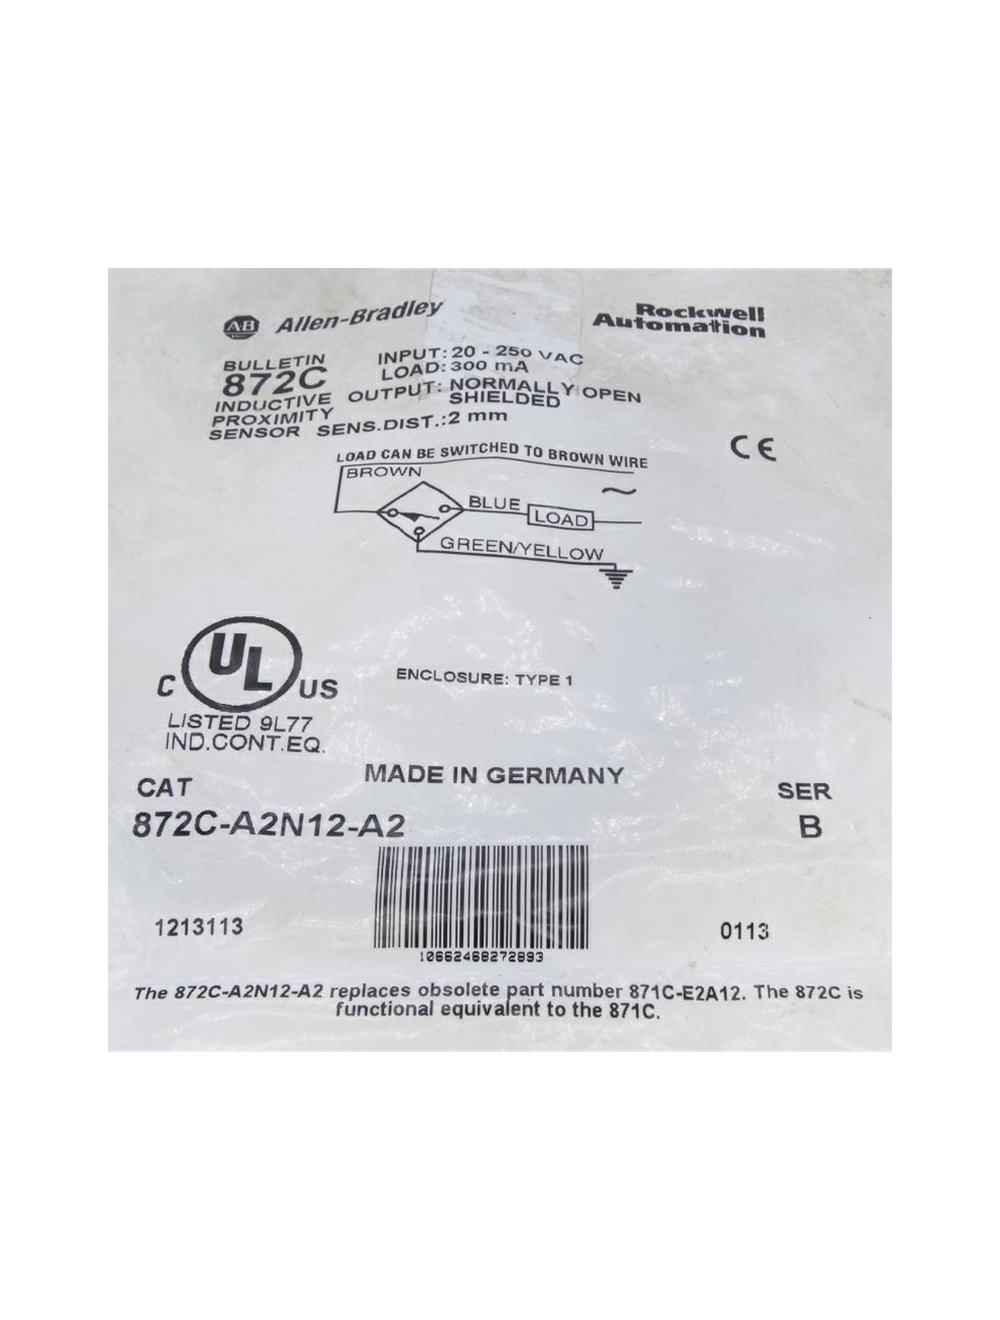 AB Allen-Bradley
Rockwell
Automation
BULLETIN
872C
INDUCTIVE
PROXIMITY
SENSOR
INPUT: 20 - 250 VAC
LOAD: 300 mA
OUTPUT: NORMALLY OPEN
SHIELDED
SENS.DIST.:2 mm
CE
LOAD CAN BE SWITCHED TO BROWN WIRE
BROWN
BLUE
LOAD
GREEN/YELLOW
C UL US
LISTED 9L77
IND.CONT.EQ.
ENCLOSURE: TYPE 1
MADE IN GERMANY
CAT
872C-A2N12-A2
SER
B
1213113
10662468272893
0113
The 872C-A2N12-A2 replaces obsolete part number 871C-E2A12. The 872C is
functional equivalent to the 871C.